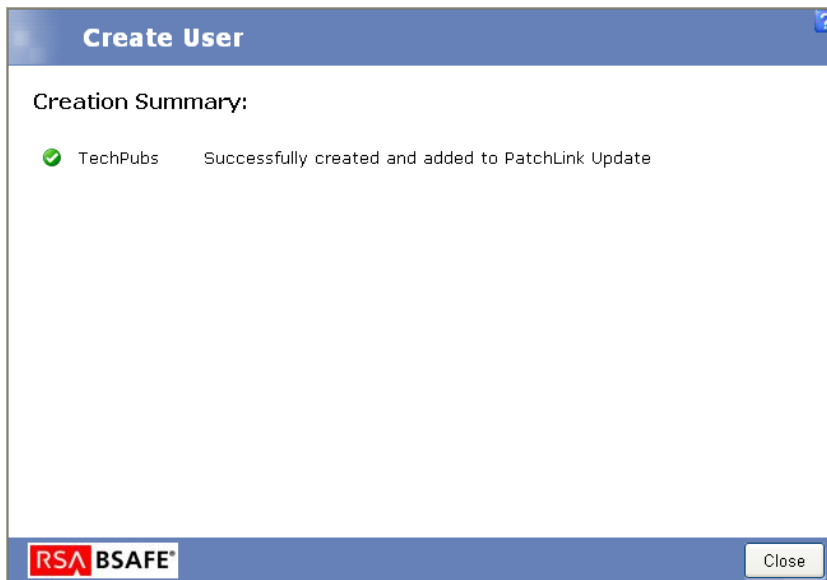 Create User
?
Creation Summary:
TechPubs Successfully created and added to PatchLink Update
RSA BSAFE®
Close